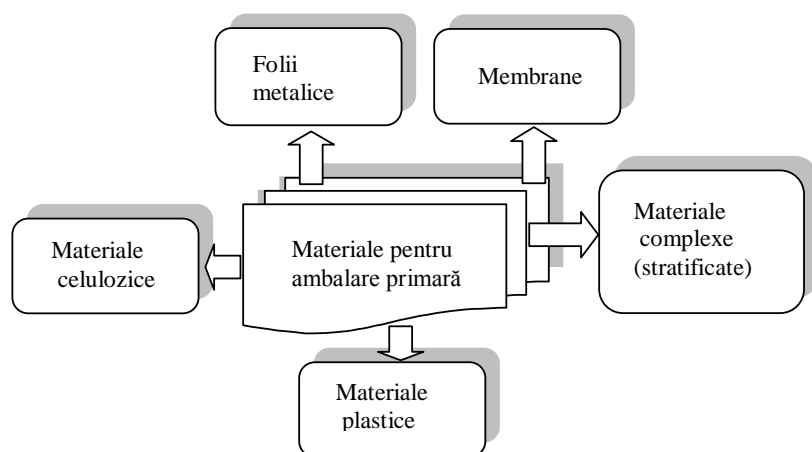 Folii
metalice
Membrane
Materiale
celulozice
Materiale pentru
ambalare primară
Materiale
complexe
(stratificate)
Materiale
plastice